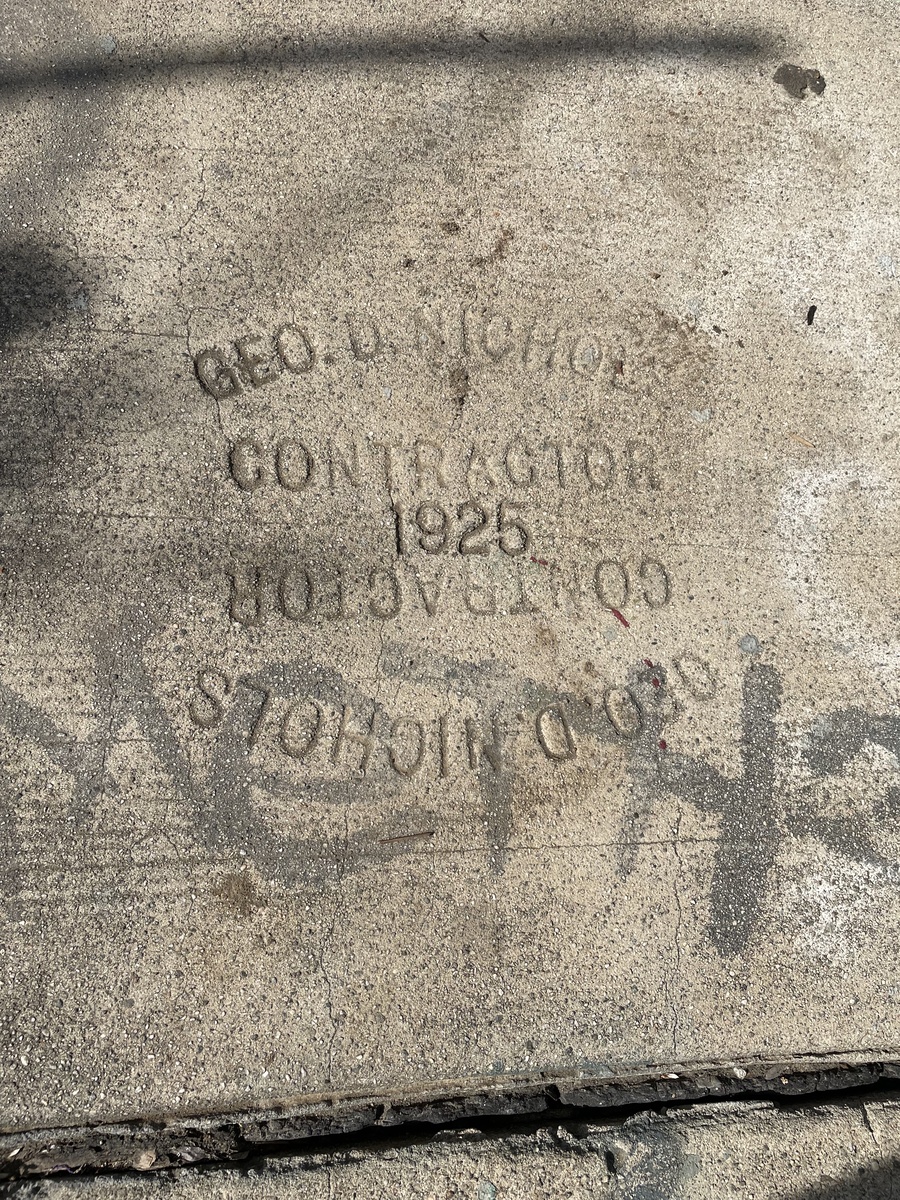 GEO. D. NICHOLS
CONTRACTOR
1925
CONTRACTOR
GEO. D. NICHOLS